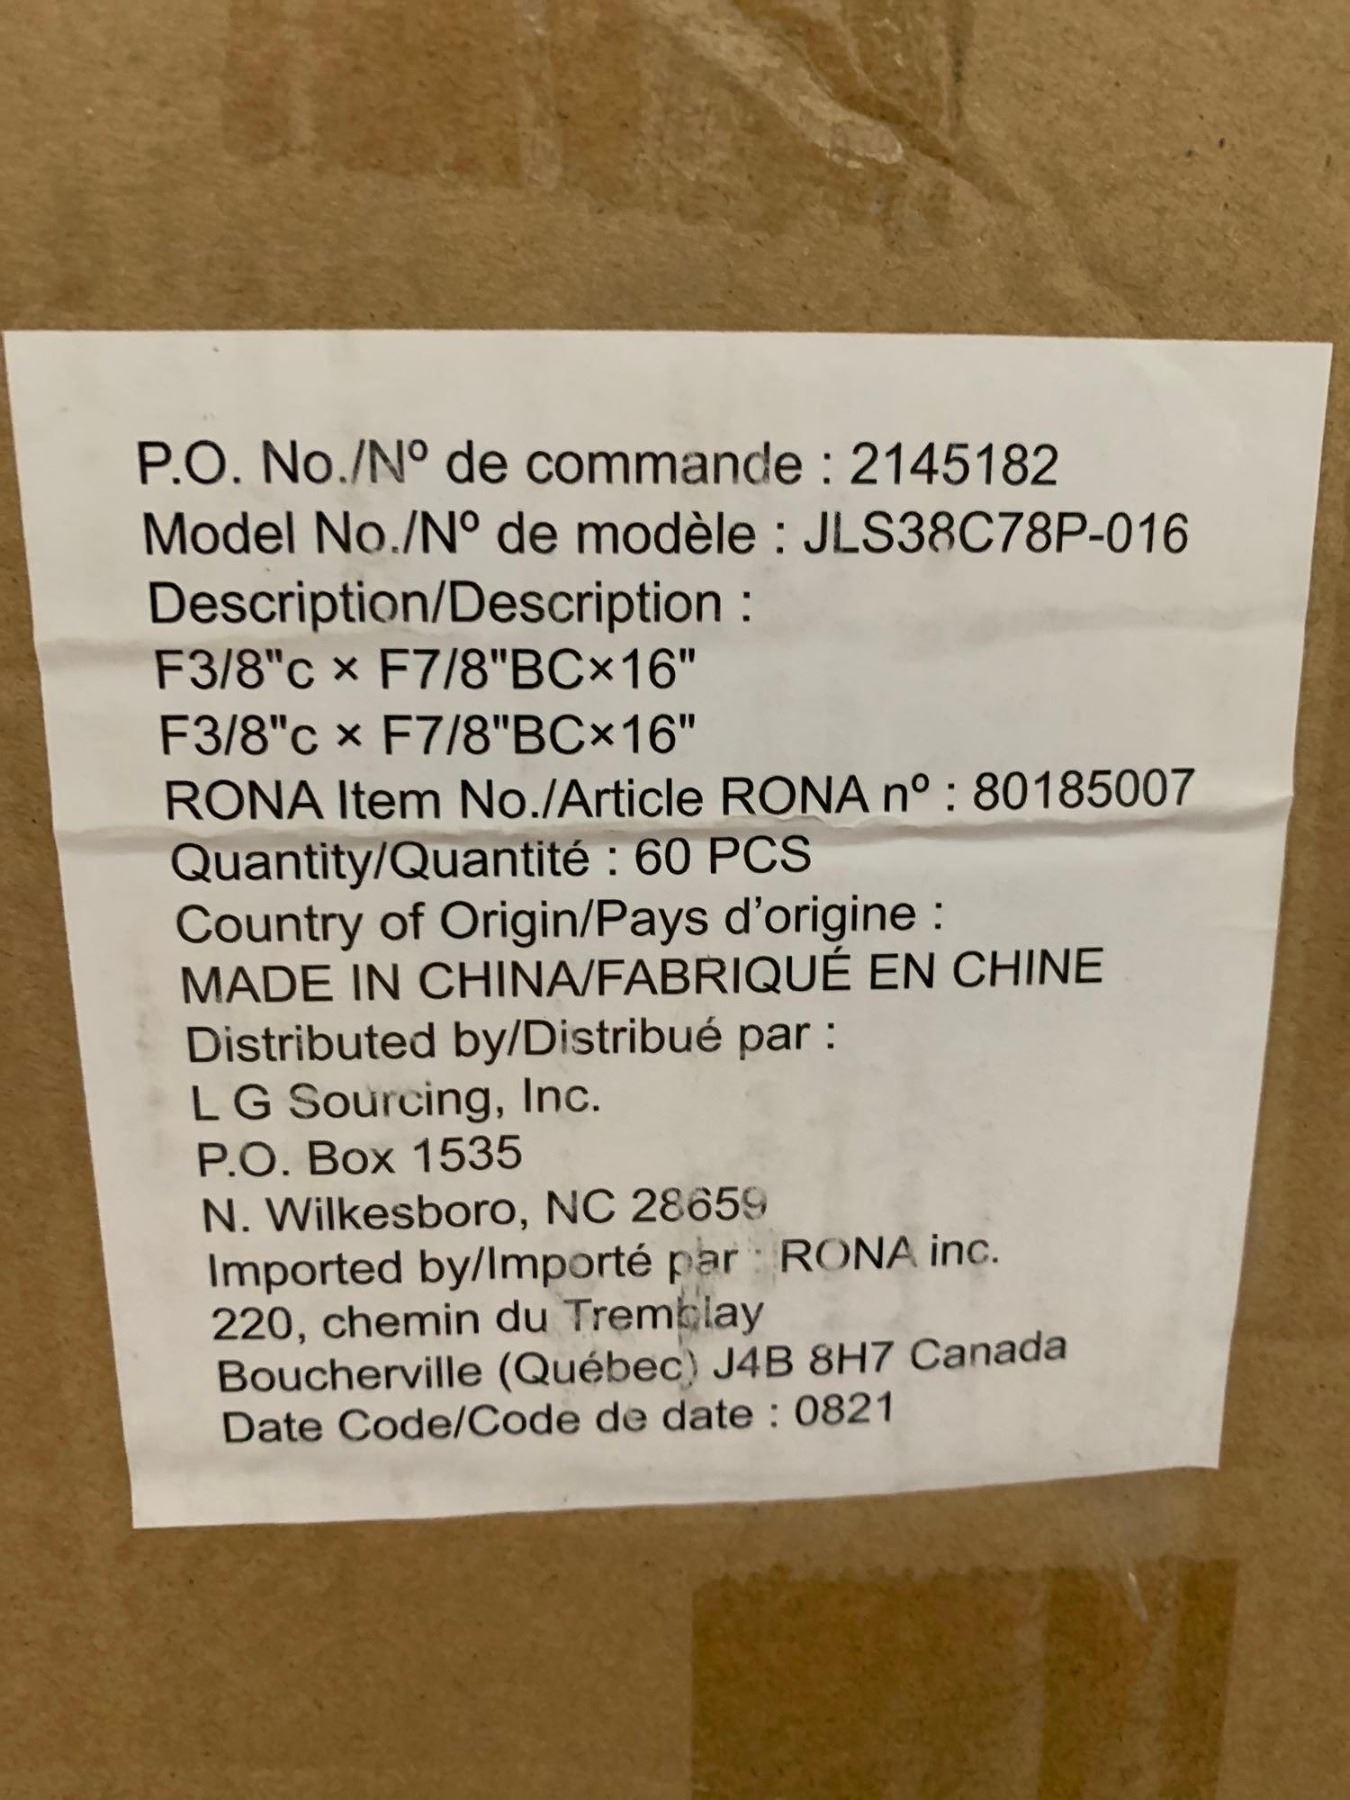 P.O. No./Nº de commande : 2145182
Model No./Nº de modèle : JLS38C78P-016
Description/Description :
F3/8"c × F7/8"BC×16"
F3/8"c × F7/8"BC×16"
RONA Item No./Article RONA nº : 80185007
Quantity/Quantité : 60 PCS
Country of Origin/Pays d’origine :
MADE IN CHINA/FABRIQUÉ EN CHINE
Distributed by/Distribué par :
L G Sourcing, Inc.
P.O. Box 1535
N. Wilkesboro, NC 28659
Imported by/Importé par : RONA inc.
220, chemin du Tremblay
Boucherville (Québec) J4B 8H7 Canada
Date Code/Code de date : 0821